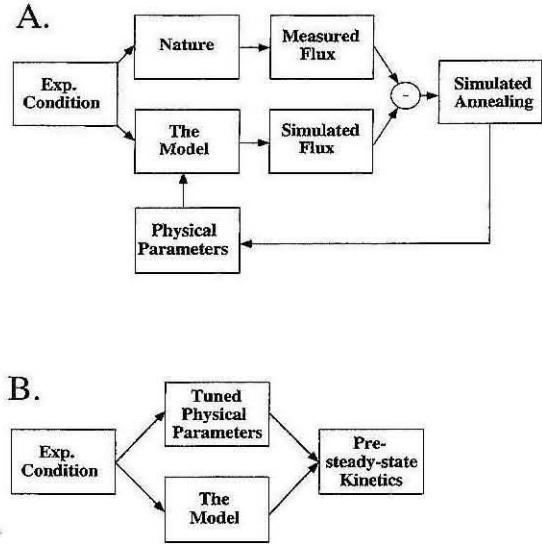 A.
Nature
Measured
Flux
Exp.
Condition
-
Simulated
Annealing
The
Model
Simulated
Flux
Physical
Parameters
B.
Tuned
Physical
Parameters
Exp.
Condition
Pre-
steady-state
Kinetics
The
Model